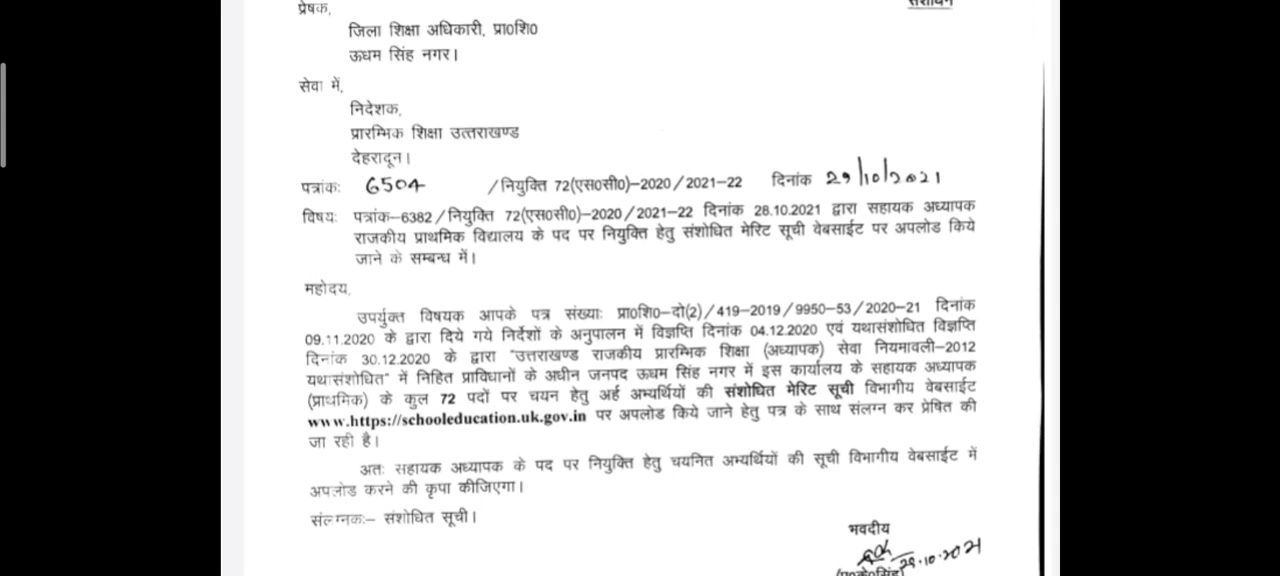 संशोधन
प्रेषक,
जिला शिक्षा अधिकारी, प्रा0शि0
ऊधम सिंह नगर।
सेवा में,
निदेशक,
प्रारम्भिक शिक्षा उत्तराखण्ड
देहरादून।
पत्रांकः 6504 /नियुक्ति 72(एस0सी0)-2020/2021-22 दिनांक 29/10/2021
विषयः पत्रांक-6382/नियुक्ति 72(एस0सी0)-2020/2021-22 दिनांक 28.10.2021 द्वारा सहायक अध्यापक
राजकीय प्राथमिक विद्यालय के पद पर नियुक्ति हेतु संशोधित मेरिट सूची वेबसाईट पर अपलोड किये
जाने के सम्बन्ध में।
महोदय,
उपर्युक्त विषयक आपके पत्र संख्याः प्रा0शि0-दो(2)/419-2019/9950-53/2020-21 दिनांक
09.11.2020 के द्वारा दिये गये निर्देशों के अनुपालन में विज्ञप्ति दिनांक 04.12.2020 एवं यथासंशोधित विज्ञप्ति
दिनांक 30.12.2020 के द्वारा "उत्तराखण्ड राजकीय प्रारम्भिक शिक्षा (अध्यापक) सेवा नियमावली-2012
यथासंशोधित" में निहित प्राविधानों के अधीन जनपद ऊधम सिंह नगर में इस कार्यालय के सहायक अध्यापक
(प्राथमिक) के कुल 72 पदों पर चयन हेतु अर्ह अभ्यर्थियों की संशोधित मेरिट सूची विभागीय वेबसाईट
www.https://schooleducation.uk.gov.in पर अपलोड किये जाने हेतु पत्र के साथ संलग्न कर प्रेषित की
जा रही है।
अतः सहायक अध्यापक के पद पर नियुक्ति हेतु चयनित अभ्यर्थियों की सूची विभागीय वेबसाईट में
अपलोड करने की कृपा कीजिएगा।
संलग्नकः- संशोधित सूची।
भवदीय
29.10.2021